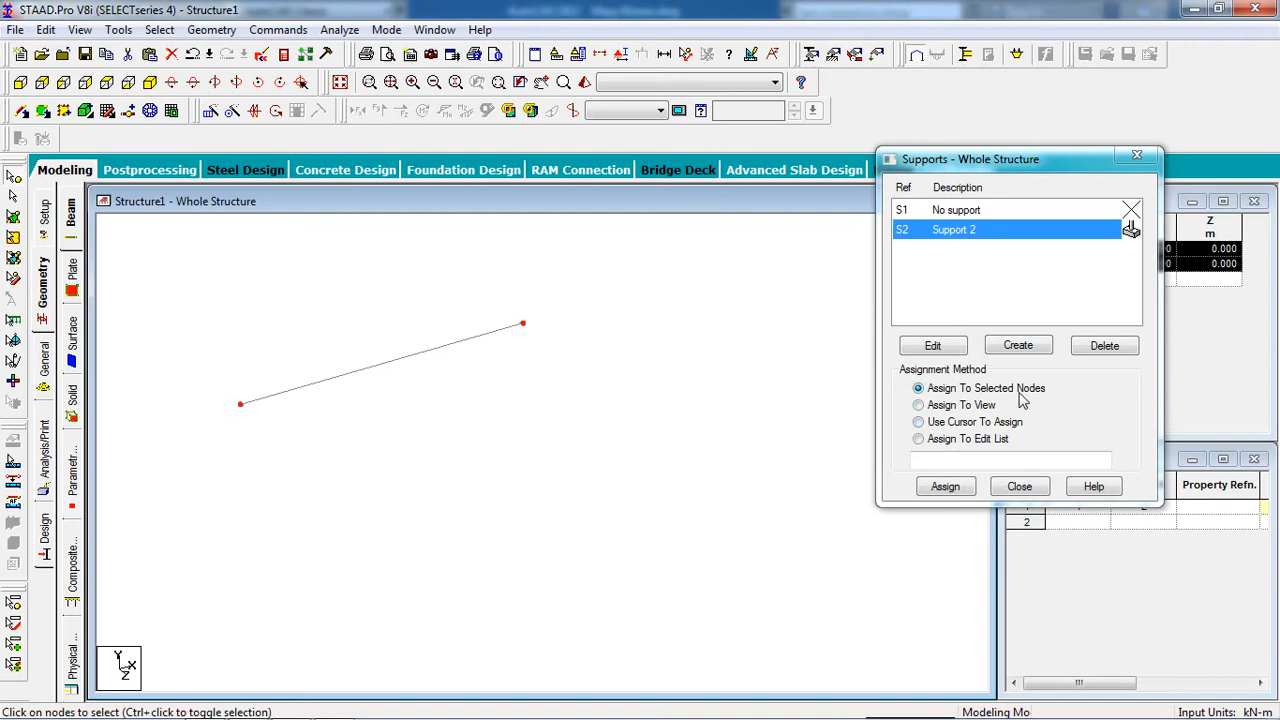 STAAD.Pro V8i (SELECTseries 4) - Structure1
File Edit View Tools Select Geometry Commands Analyze Mode Window Help
Modeling Postprocessing Steel Design Concrete Design Foundation Design RAM Connection Bridge Deck Advanced Slab Design
Structure1 - Whole Structure
Setup
Geometry
General
Analysis/Print
Design
Beam
Plate
Surface
Solid
Parametr...
Composite...
Physical ...
Supports - Whole Structure
Ref Description
S1 No support
S2 Support 2
Edit Create Delete
Assignment Method
Assign To Selected Nodes
Assign To View
Use Cursor To Assign
Assign To Edit List
Assign Close Help
Z
m
0.000
0.000
Property Refn.
2
Y
X
Z
Click on nodes to select (Ctrl+click to toggle selection)
Modeling Mo
Input Units: kN-m